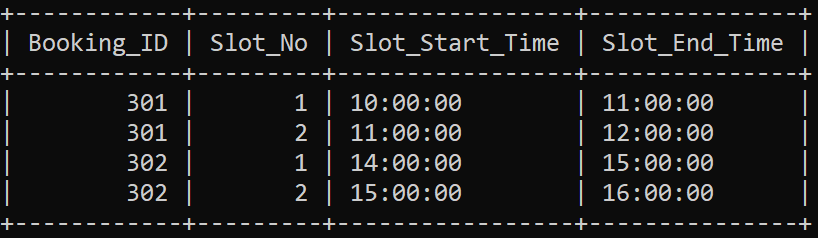 +------------+---------+-----------------+---------------+
| Booking_ID | Slot_No | Slot_Start_Time | Slot_End_Time |
+------------+---------+-----------------+---------------+
|        301 |       1 | 10:00:00        | 11:00:00      |
|        301 |       2 | 11:00:00        | 12:00:00      |
|        302 |       1 | 14:00:00        | 15:00:00      |
|        302 |       2 | 15:00:00        | 16:00:00      |
+------------+---------+-----------------+---------------+